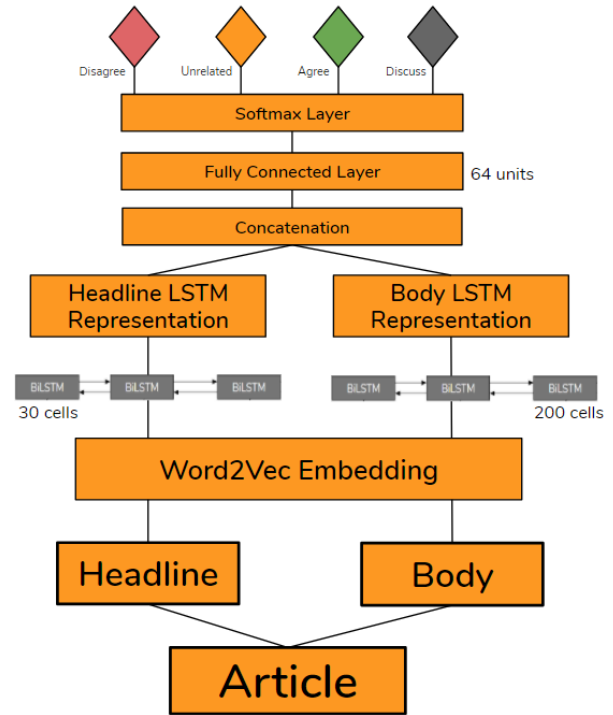 Disagree
Unrelated
Agree
Discuss
Softmax Layer
Fully Connected Layer
64 units
Concatenation
Headline LSTM
Representation
Body LSTM
Representation
BiLSTM
BiLSTM
BiLSTM
BiLSTM
BiLSTM
BiLSTM
30 cells
200 cells
Word2Vec Embedding
Headline
Body
Article